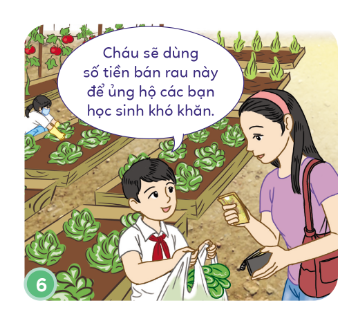 Cháu sẽ dùng
số tiền bán rau này
để ủng hộ các bạn
học sinh khó khăn.
6